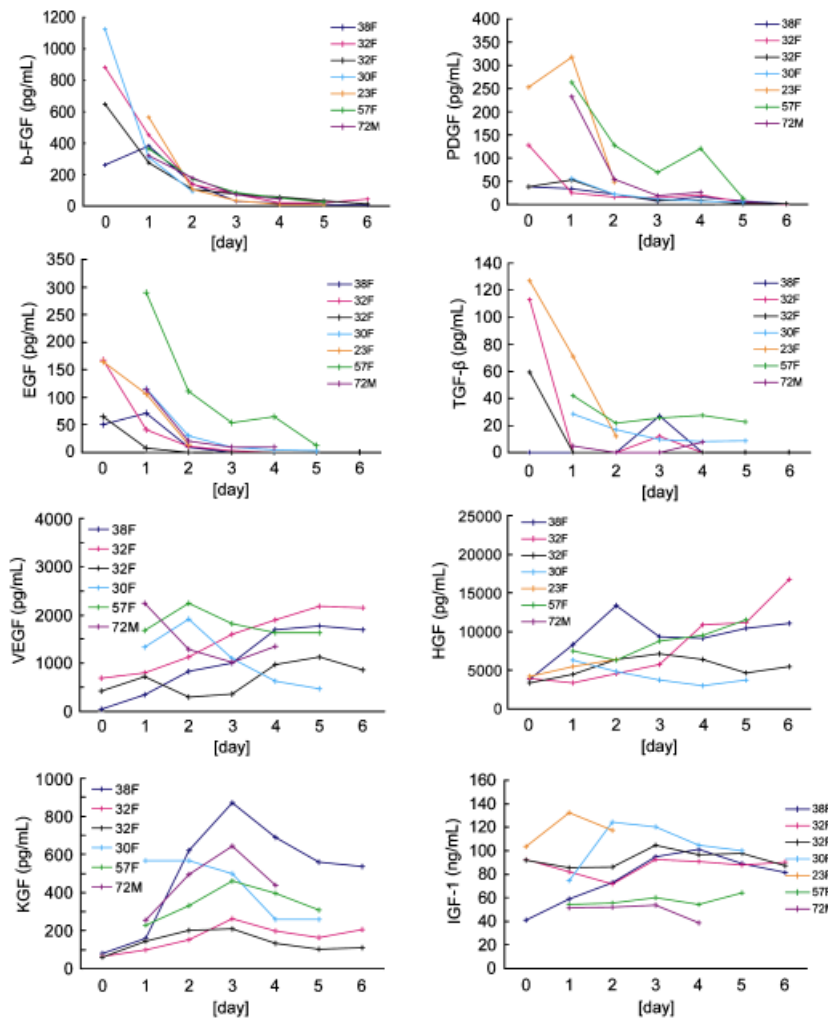 b-FGF (pg/mL)
1200
1000
800
600
400
200
0
0 1 2 3 4 5 6
[day]
38F
32F
32F
30F
23F
57F
72M
PDGF (pg/mL)
400
350
300
250
200
150
100
50
0
0 1 2 3 4 5 6
[day]
38F
32F
32F
30F
23F
57F
72M
EGF (pg/mL)
350
300
250
200
150
100
50
0
0 1 2 3 4 5 6
[day]
38F
32F
32F
30F
23F
57F
72M
TGF-β (pg/mL)
140
120
100
80
60
40
20
0
0 1 2 3 4 5 6
[day]
38F
32F
32F
30F
23F
57F
72M
VEGF (pg/mL)
4000
3000
2000
1000
0
0 1 2 3 4 5 6
[day]
38F
32F
32F
30F
57F
72M
HGF (pg/mL)
25000
20000
15000
10000
5000
0
0 1 2 3 4 5 6
[day]
38F
32F
32F
30F
23F
57F
72M
KGF (pg/mL)
1000
800
600
400
200
0
0 1 2 3 4 5 6
[day]
38F
32F
32F
30F
57F
72M
IGF-1 (ng/mL)
160
140
120
100
80
60
40
20
0
0 1 2 3 4 5 6
[day]
38F
32F
32F
30F
23F
57F
72M